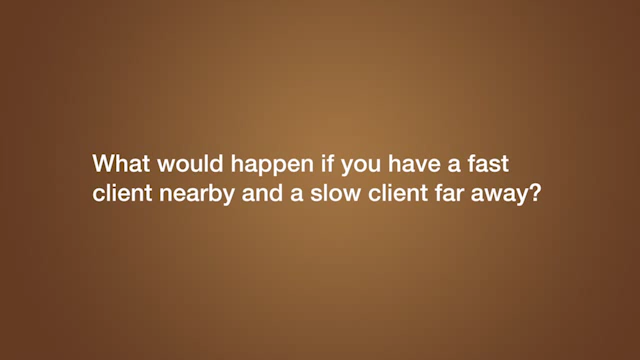 What would happen if you have a fast
client nearby and a slow client far away?